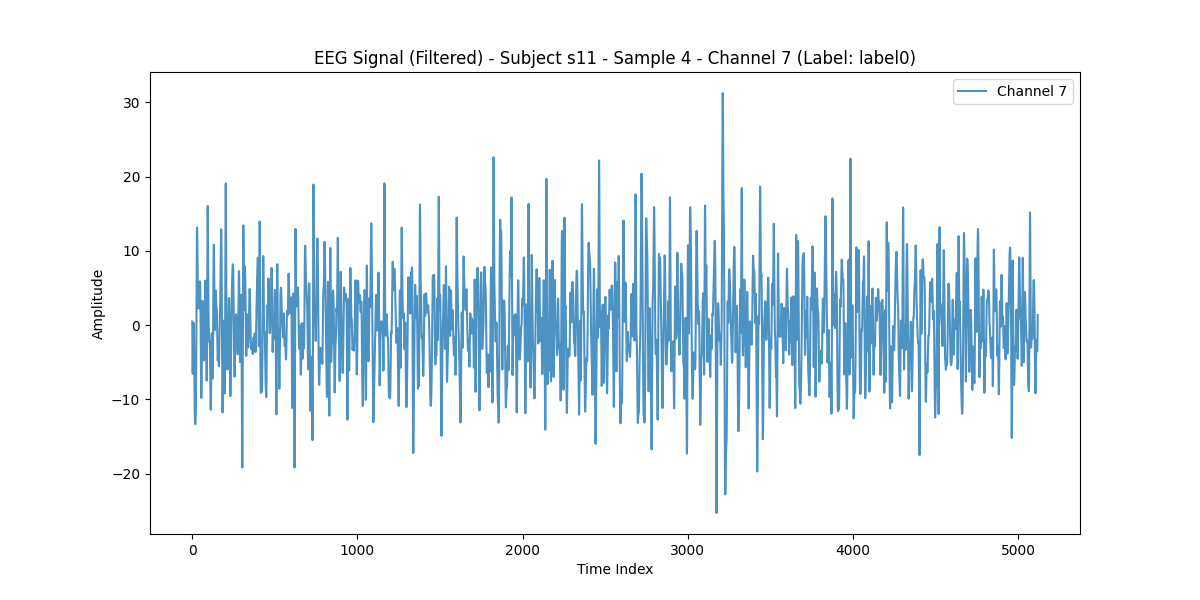 EEG Signal (Filtered) - Subject s11 - Sample 4 - Channel 7 (Label: label0)
Channel 7
30
20
10
0
−10
−20
Amplitude
0 1000 2000 3000 4000 5000
Time Index